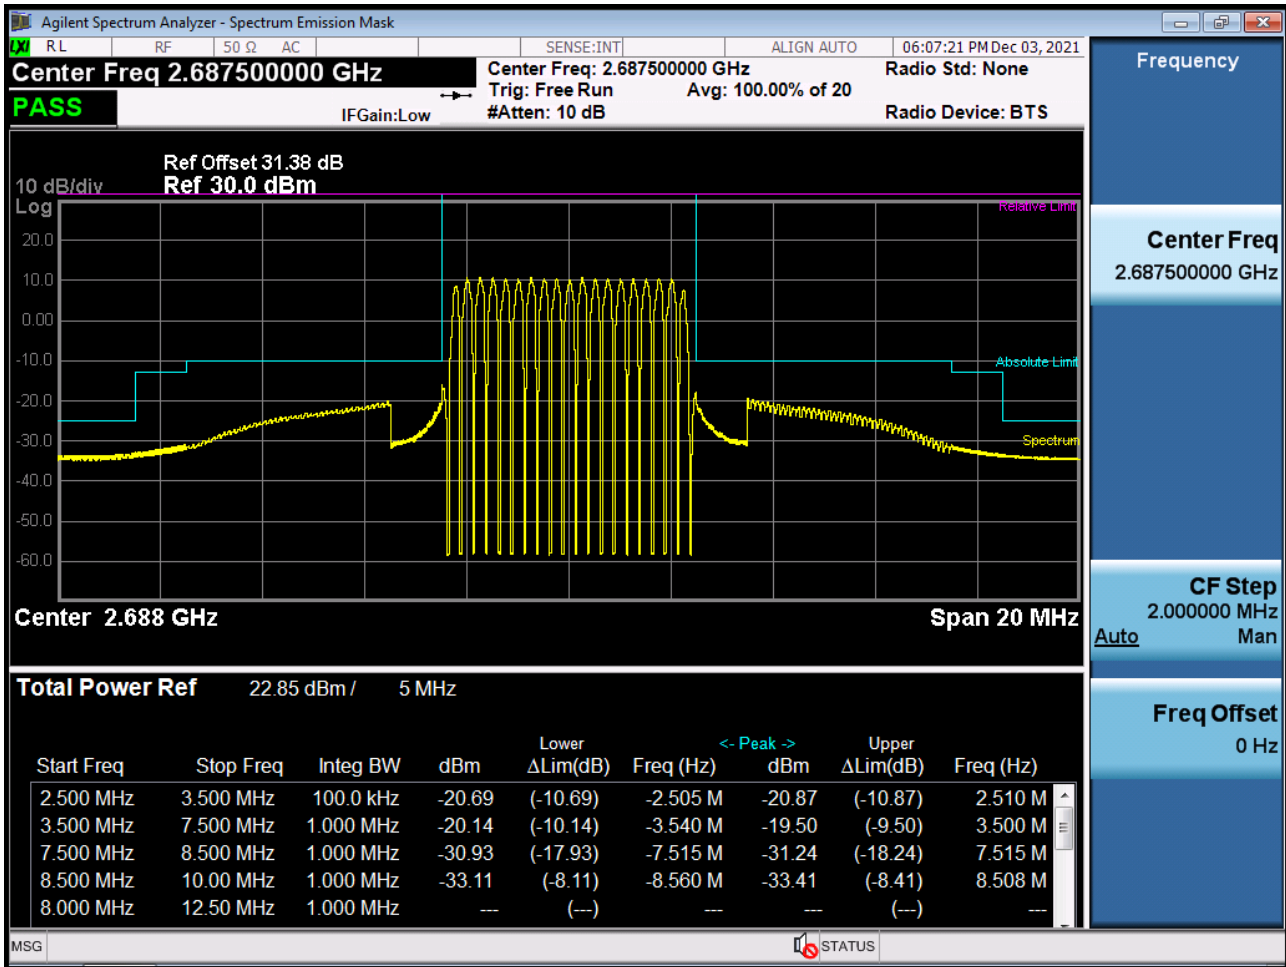 Agilent Spectrum Analyzer - Spectrum Emission Mask
LXI RL RF 50 Ω AC SENSE:INT ALIGN AUTO 06:07:21 PM Dec 03, 2021
Center Freq 2.687500000 GHz Center Freq: 2.687500000 GHz Radio Std: None
Trig: Free Run Avg: 100.00% of 20
PASS IFGain:Low #Atten: 10 dB Radio Device: BTS
Ref Offset 31.38 dB
10 dB/div Ref 30.0 dBm
Log
Relative Limit
20.0
10.0
0.00
-10.0
Absolute Limit
-20.0
-30.0
Spectrum
-40.0
-50.0
-60.0
Center 2.688 GHz Span 20 MHz
Total Power Ref 22.85 dBm / 5 MHz
Lower <- Peak -> Upper
Start Freq Stop Freq Integ BW dBm ΔLim(dB) Freq (Hz) dBm ΔLim(dB) Freq (Hz)
2.500 MHz 3.500 MHz 100.0 kHz -20.69 (-10.69) -2.505 M -20.87 (-10.87) 2.510 M
3.500 MHz 7.500 MHz 1.000 MHz -20.14 (-10.14) -3.540 M -19.50 (-9.50) 3.500 M
7.500 MHz 8.500 MHz 1.000 MHz -30.93 (-17.93) -7.515 M -31.24 (-18.24) 7.515 M
8.500 MHz 10.00 MHz 1.000 MHz -33.11 (-8.11) -8.560 M -33.41 (-8.41) 8.508 M
8.000 MHz 12.50 MHz 1.000 MHz --- (---) --- --- (---) ---
MSG STATUS
Frequency
Center Freq
2.687500000 GHz
CF Step
2.000000 MHz
Auto Man
Freq Offset
0 Hz